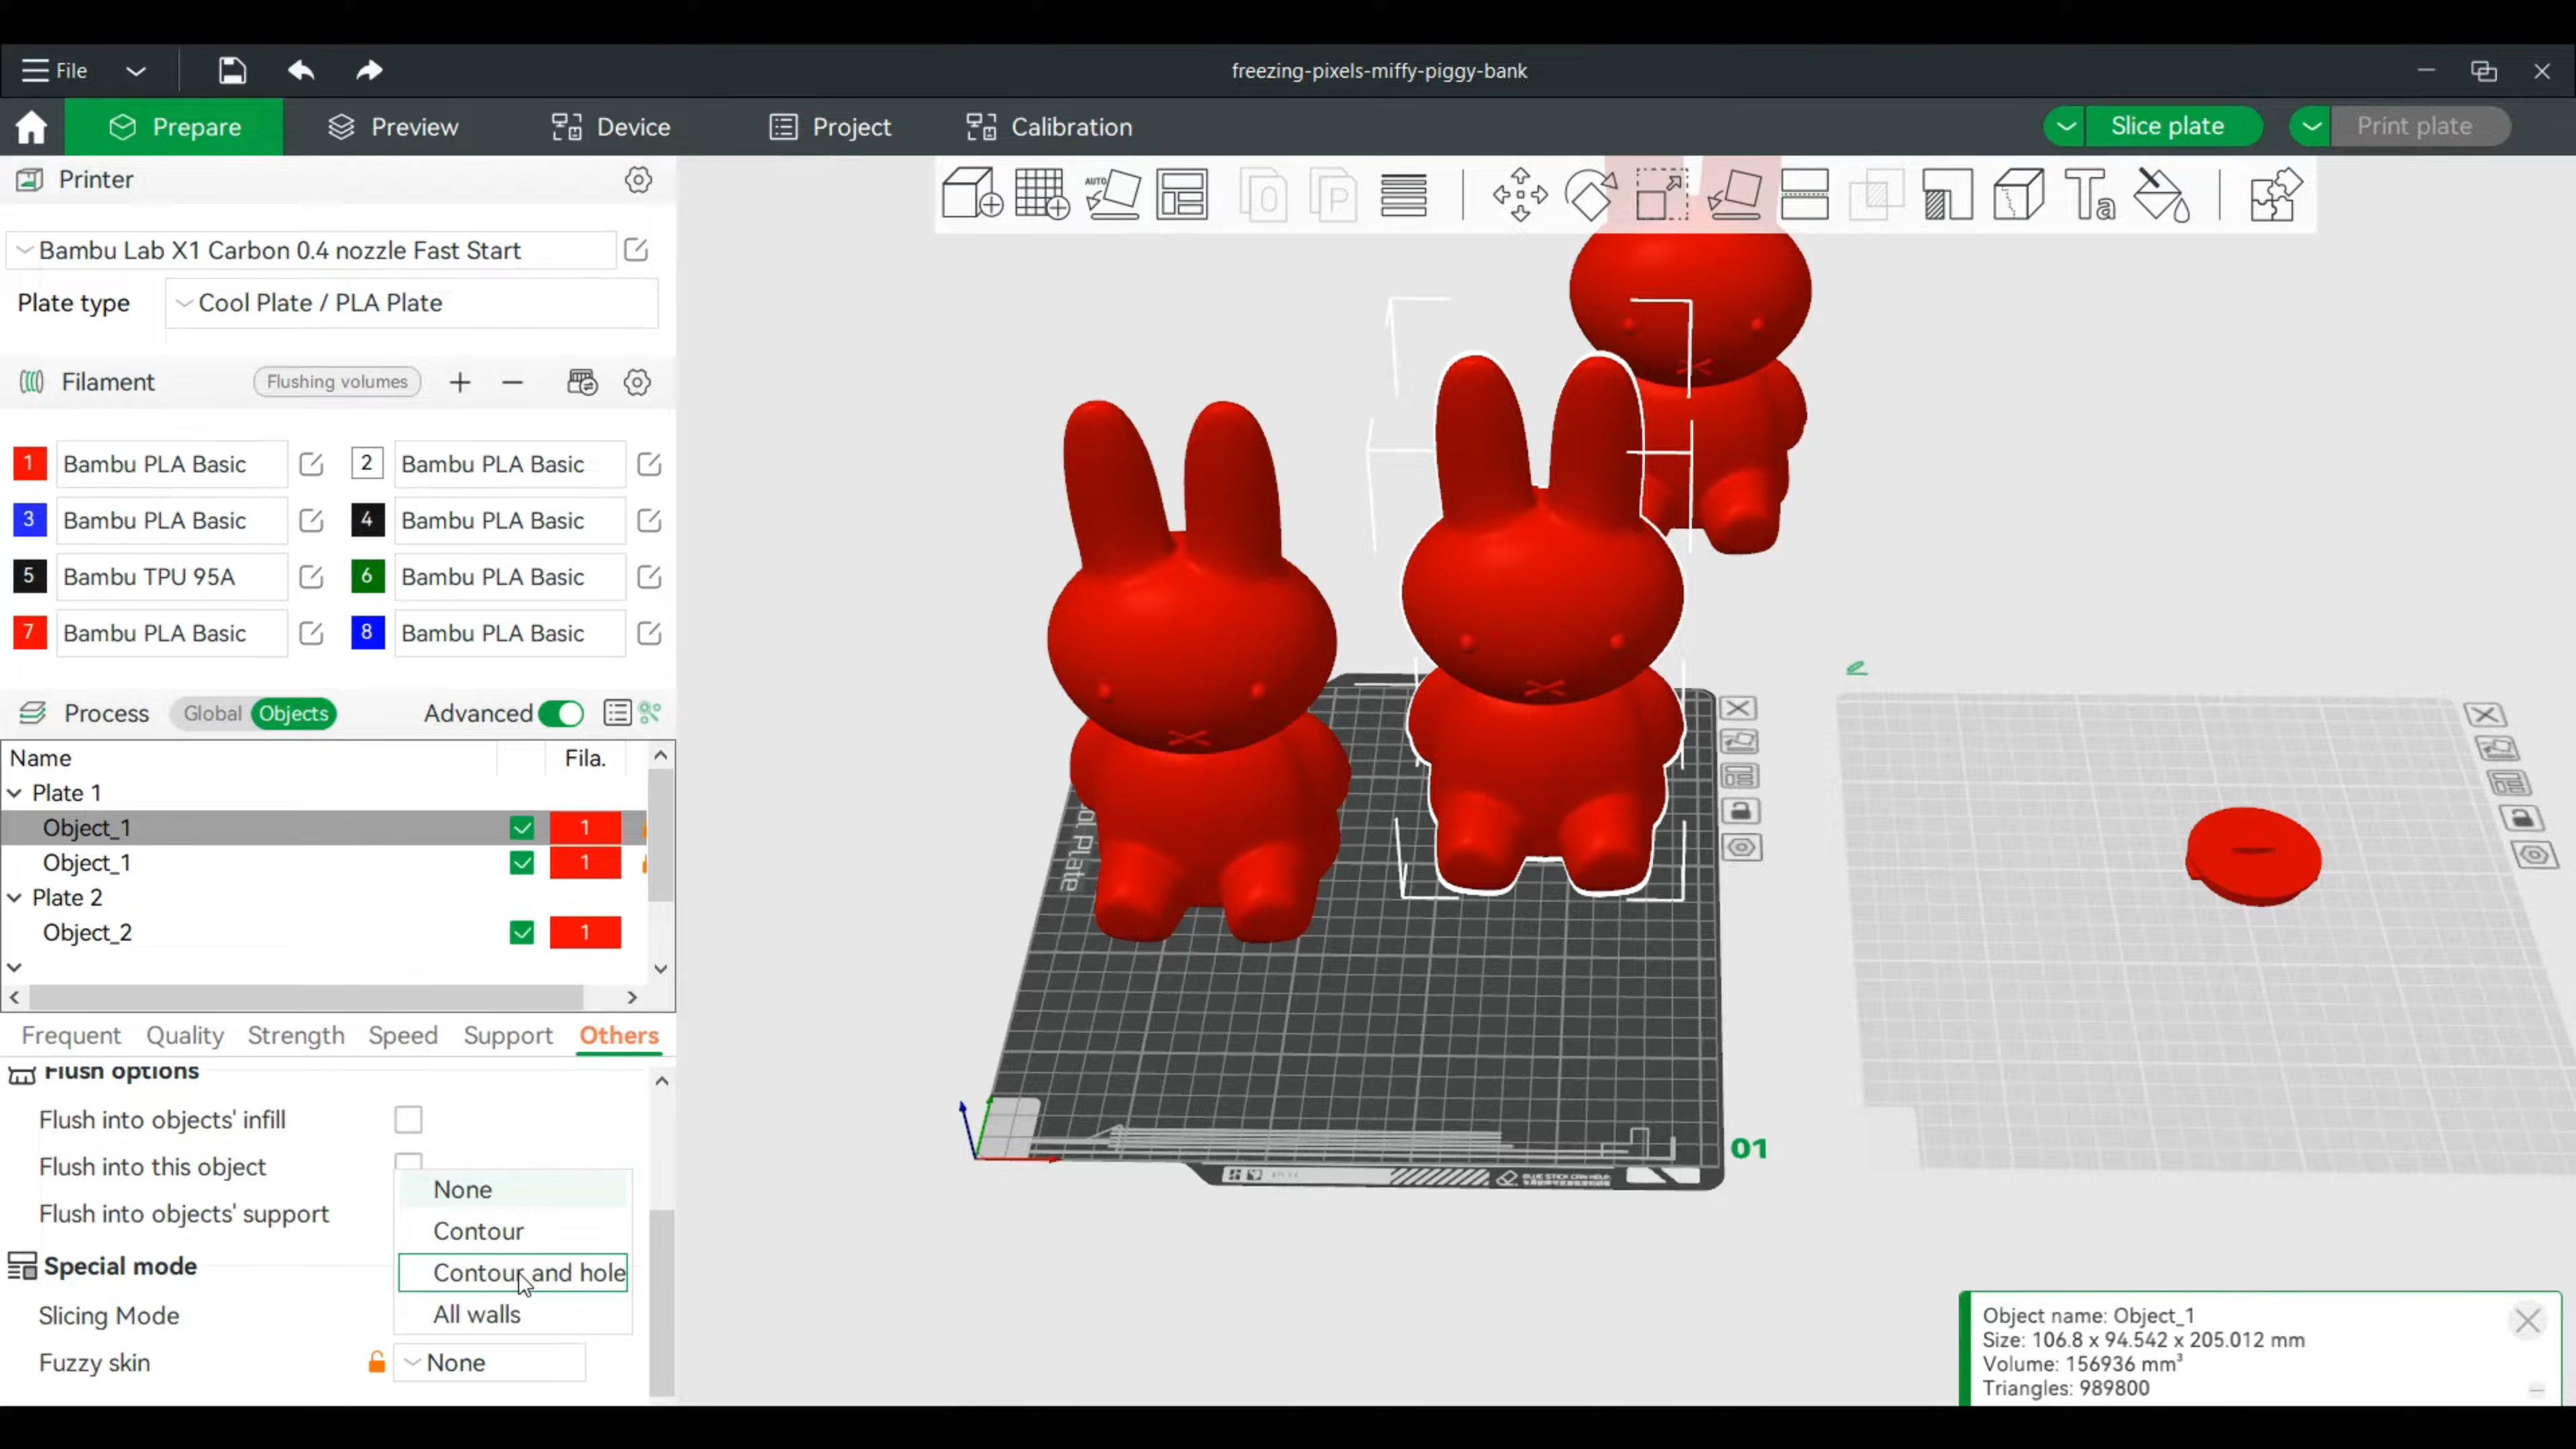 File
freezing-pixels-miffy-piggy-bank
Prepare
Preview
Device
Project
Calibration
Slice plate
Print plate
Printer
Bambu Lab X1 Carbon 0.4 nozzle Fast Start
Plate type
Cool Plate / PLA Plate
Filament
Flushing volumes
1 Bambu PLA Basic
2 Bambu PLA Basic
3 Bambu PLA Basic
4 Bambu PLA Basic
5 Bambu TPU 95A
6 Bambu PLA Basic
7 Bambu PLA Basic
8 Bambu PLA Basic
Process
Global
Objects
Advanced
Name
Fila.
Plate 1
Object_1
1
Object_1
1
Plate 2
Object_2
1
Frequent
Quality
Strength
Speed
Support
Others
Flush options
Flush into objects' infill
Flush into this object
Flush into objects' support
None
Contour
Contour and hole
All walls
Special mode
Slicing Mode
Fuzzy skin
None
AUTO
Ta
Plate
BLUE STICK CAN HELP
01
Object name: Object_1
Size: 106.8 x 94.542 x 205.012 mm
Volume: 156936 mm³
Triangles: 989800